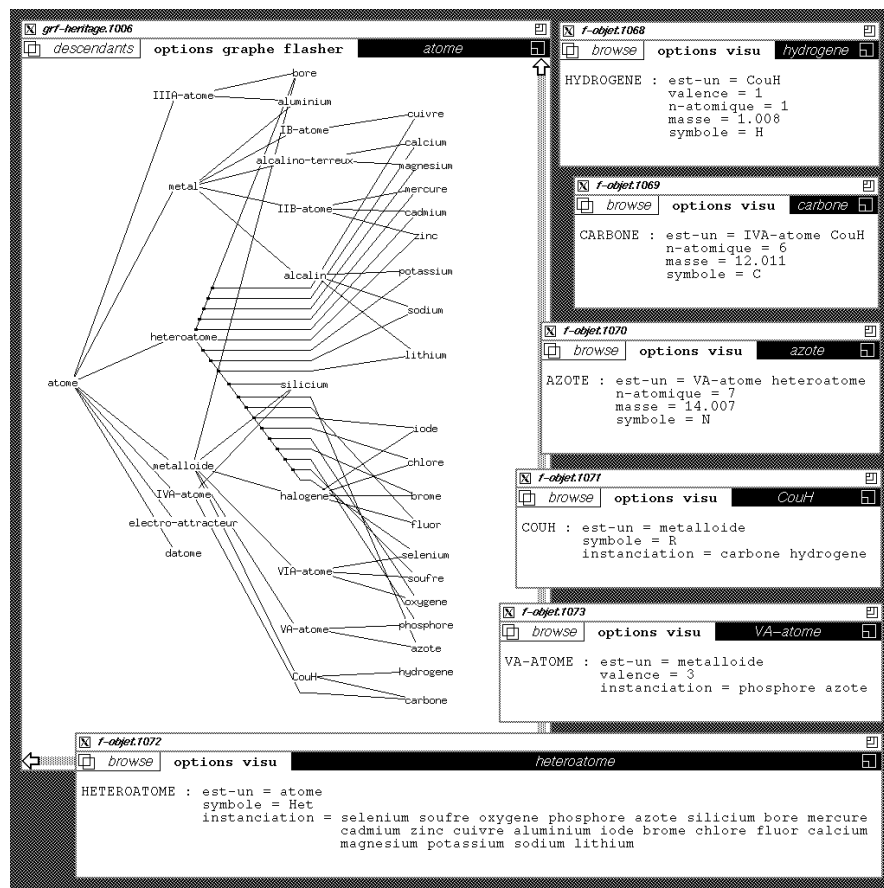 grf-heritage.1006
descendants options graphe flasher atome
bore
IIIA-atome
aluminium
cuivre
IB-atome
calcium
alcalino-terreux
magnesium
metal
mercure
IIB-atome
cadmium
zinc
potassium
alcalin
sodium
heteroatome
lithium
atome
silicium
iode
chlore
metalloide
IVA-atome
halogene
brome
electro-attracteur
fluor
datome
selenium
VIA-atome
soufre
oxygene
phosphore
VA-atome
azote
hydrogene
CouH
carbone
f-objet.1068
browse options visu hydrogene
HYDROGENE : est-un = CouH
valence = 1
n-atomique = 1
masse = 1.008
symbole = H
f-objet.1069
browse options visu carbone
CARBONE : est-un = IVA-atome CouH
n-atomique = 6
masse = 12.011
symbole = C
f-objet.1070
browse options visu azote
AZOTE : est-un = VA-atome heteroatome
n-atomique = 7
masse = 14.007
symbole = N
f-objet.1071
browse options visu CouH
COUH : est-un = metalloide
symbole = R
instanciation = carbone hydrogene
f-objet.1073
browse options visu VA-atome
VA-ATOME : est-un = metalloide
valence = 3
instanciation = phosphore azote
f-objet.1072
browse options visu heteroatome
HETEROATOME : est-un = atome
symbole = Het
instanciation = selenium soufre oxygene phosphore azote silicium bore mercure
cadmium zinc cuivre aluminium iode brome chlore fluor calcium
magnesium potassium sodium lithium